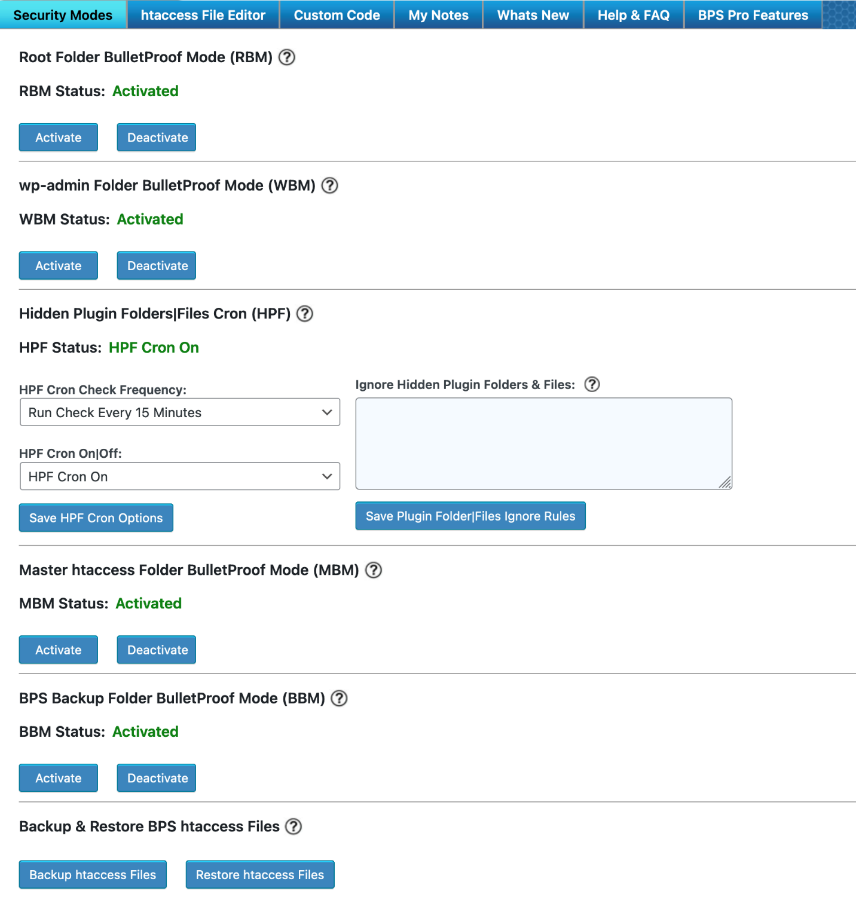 Security Modes htaccess File Editor Custom Code My Notes Whats New Help & FAQ BPS Pro Features
Root Folder BulletProof Mode (RBM) ?
RBM Status: Activated
Activate Deactivate
wp-admin Folder BulletProof Mode (WBM) ?
WBM Status: Activated
Activate Deactivate
Hidden Plugin Folders|Files Cron (HPF) ?
HPF Status: HPF Cron On
HPF Cron Check Frequency:
Run Check Every 15 Minutes
HPF Cron On|Off:
HPF Cron On
Save HPF Cron Options
Ignore Hidden Plugin Folders & Files: ?
Save Plugin Folder|Files Ignore Rules
Master htaccess Folder BulletProof Mode (MBM) ?
MBM Status: Activated
Activate Deactivate
BPS Backup Folder BulletProof Mode (BBM) ?
BBM Status: Activated
Activate Deactivate
Backup & Restore BPS htaccess Files ?
Backup htaccess Files Restore htaccess Files